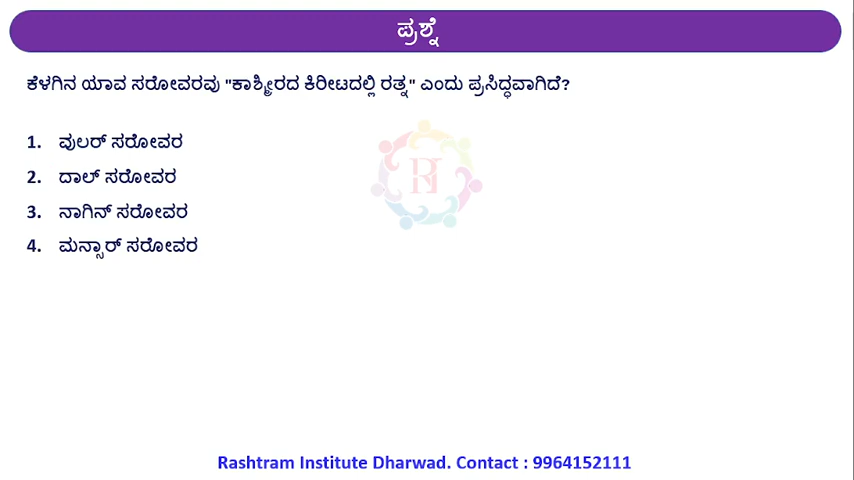 ಪ್ರಶ್ನೆ
ಕೆಳಗಿನ ಯಾವ ಸರೋವರವು "ಕಾಶ್ಮೀರದ ಕಿರೀಟದಲ್ಲಿ ರತ್ನ" ಎಂದು ಪ್ರಸಿದ್ಧವಾಗಿದೆ?
1. ವುಲರ್ ಸರೋವರ
2. ದಾಲ್ ಸರೋವರ
3. ನಾಗಿನ್ ಸರೋವರ
4. ಮನ್ಸಾರ್ ಸರೋವರ
Rashtram Institute Dharwad. Contact : 9964152111